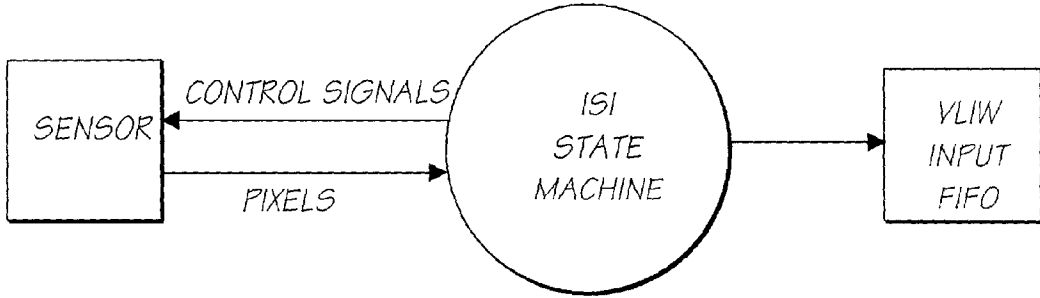 SENSOR
CONTROL SIGNALS
PIXELS
ISI
STATE
MACHINE
VLIW
INPUT
FIFO